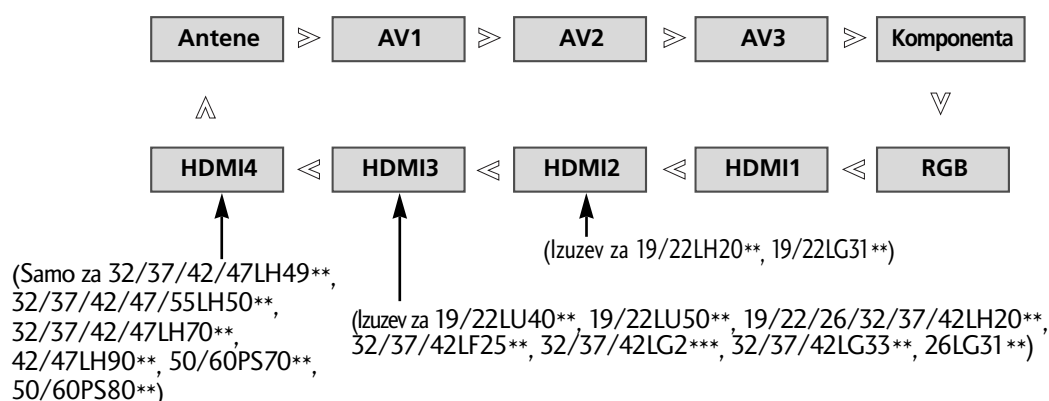 Antene
AV1
AV2
AV3
Komponenta
HDMI4
HDMI3
HDMI2
HDMI1
RGB
(Izuzev za 19/22LH20**, 19/22LG31**)
(Samo za 32/37/42/47LH49**,
32/37/42/47/55LH50**,
32/37/42/47LH70**,
42/47LH90**, 50/60PS70**,
50/60PS80**)
(Izuzev za 19/22LU40**, 19/22LU50**, 19/22/26/32/37/42LH20**,
32/37/42LF25**, 32/37/42LG2***, 32/37/42LG33**, 26LG31**)